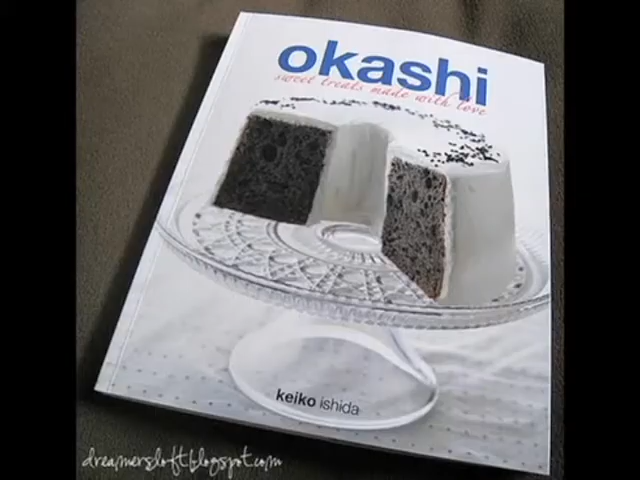 okashi
sweet treats made with love
keiko ishida
dreamersloft.blogspot.com